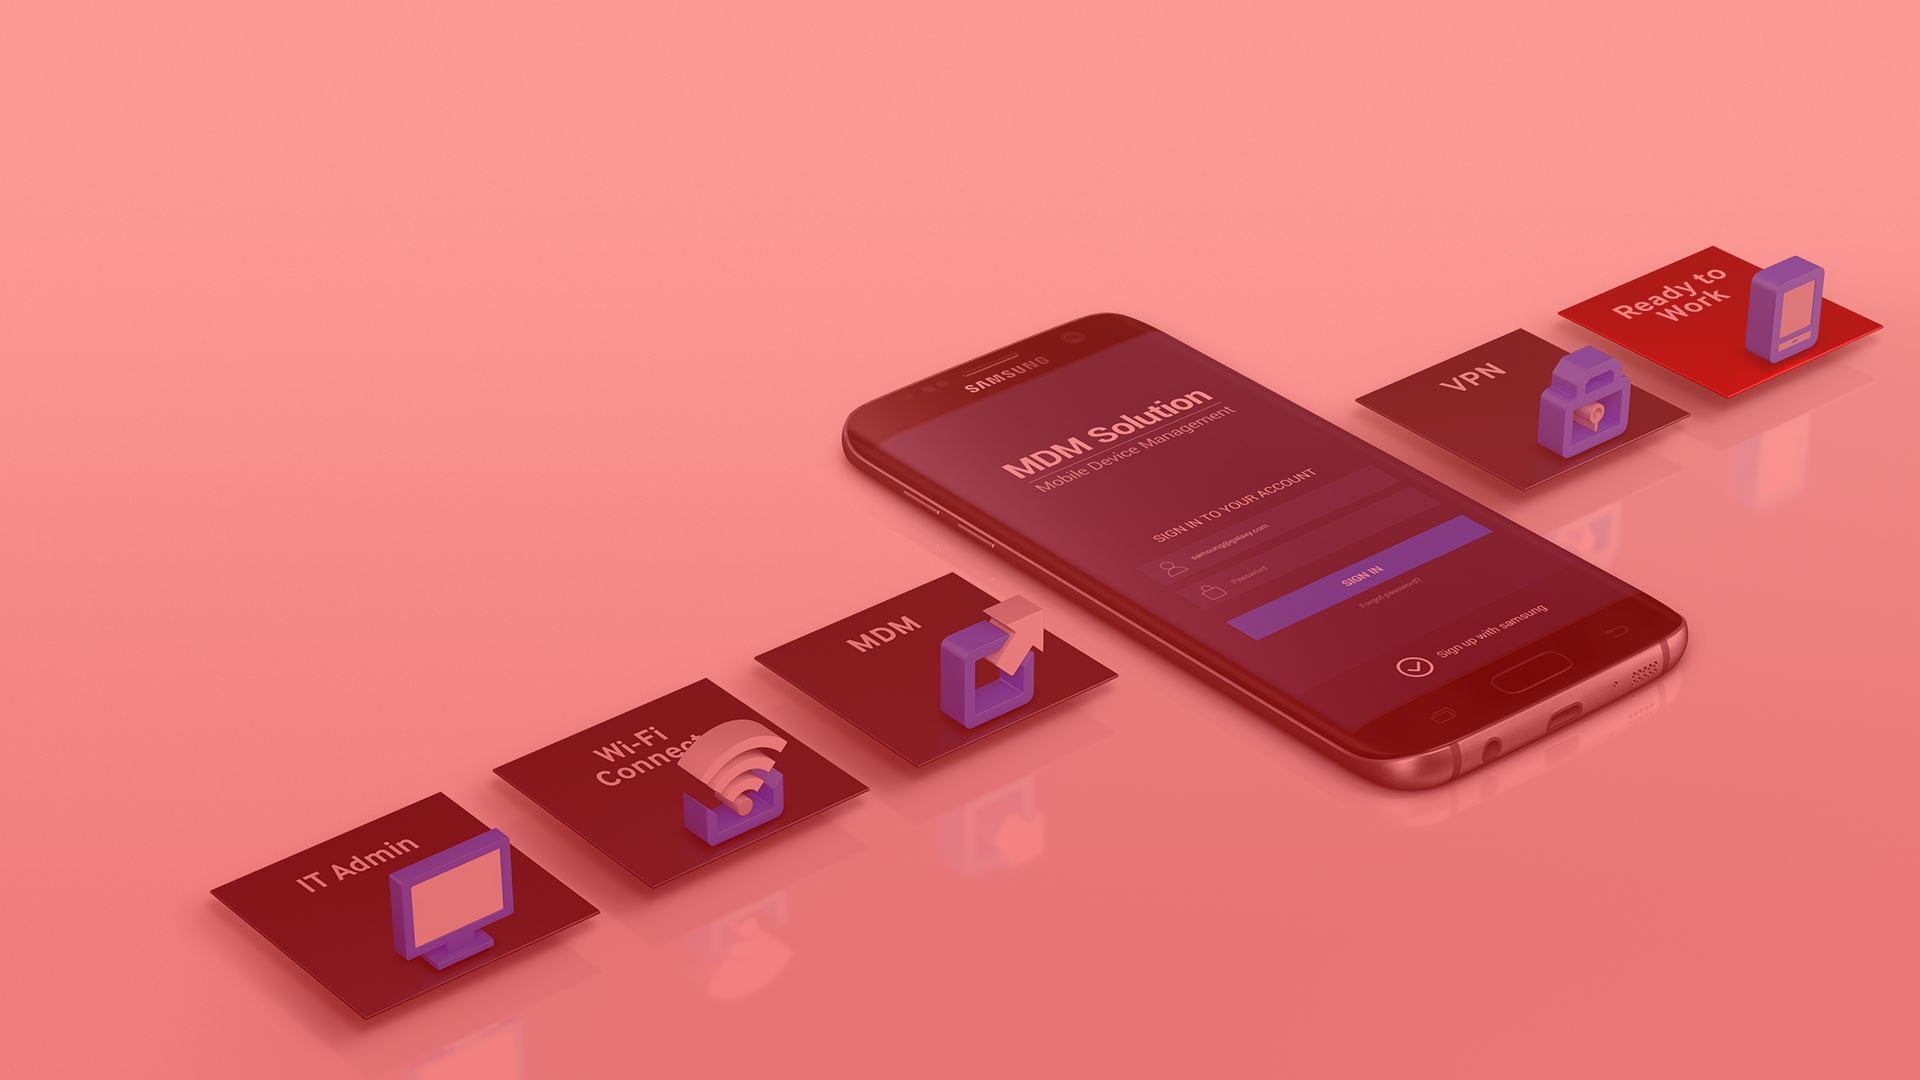 IT Admin
Wi-Fi
Connect
MDM
SAMSUNG
MDM Solution
Mobile Device Management
SIGN IN TO YOUR ACCOUNT
samsung@galaxy.com
Password
SIGN IN
Forgot password?
Sign up with samsung
VPN
Ready to
Work